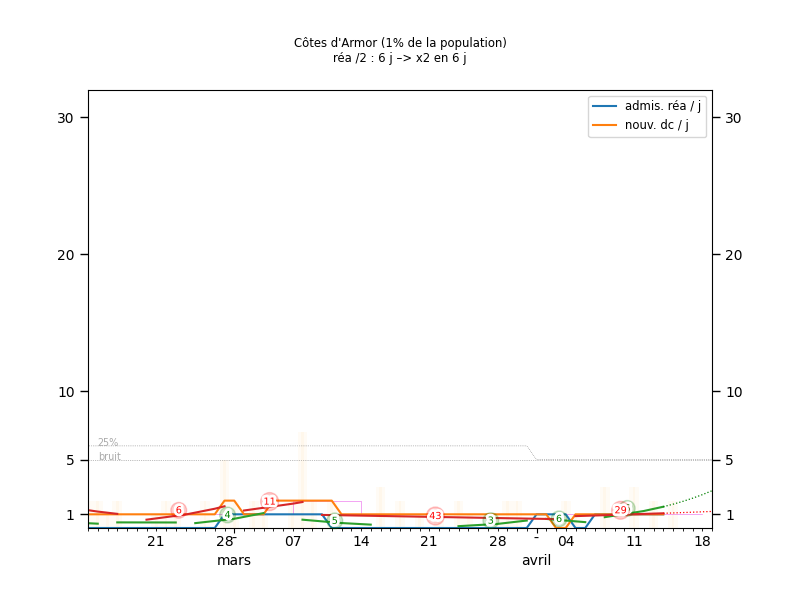 Côtes d'Armor (1% de la population)
réa /2 : 6 j –> x2 en 6 j
admis. réa / j
nouv. dc / j
30 30
20 20
10 10
25%
bruit
5 5
6 4 11 5 43 3 6 29
1 1
21 28 07 14 21 28 - 04 11 18
mars avril